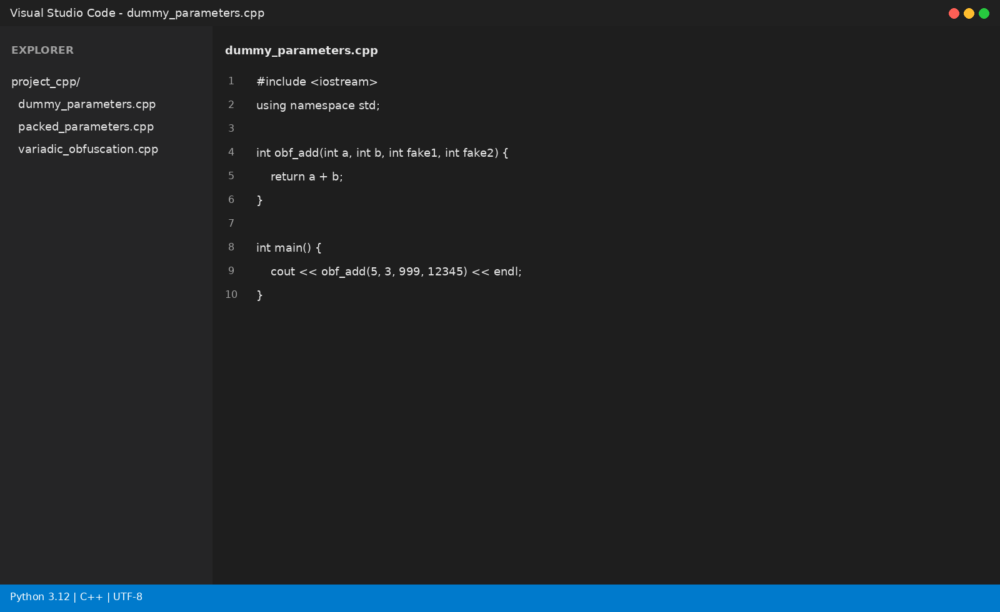 Visual Studio Code - dummy_parameters.cpp
EXPLORER
project_cpp/
dummy_parameters.cpp
packed_parameters.cpp
variadic_obfuscation.cpp
dummy_parameters.cpp
1 #include <iostream>
2 using namespace std;
3
4 int obf_add(int a, int b, int fake1, int fake2) {
5     return a + b;
6 }
7
8 int main() {
9     cout << obf_add(5, 3, 999, 12345) << endl;
10 }
Python 3.12 | C++ | UTF-8